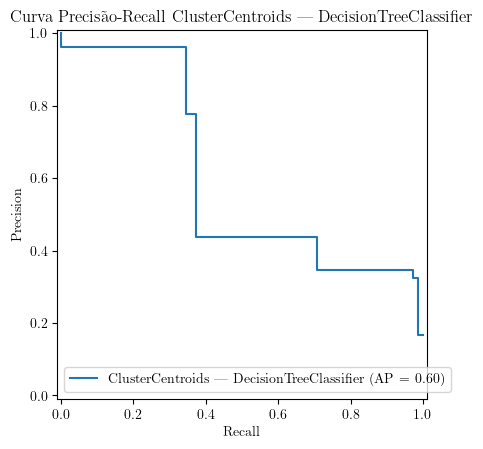 Curva Precisão-Recall ClusterCentroids — DecisionTreeClassifier
1.0
0.8
0.6
0.4
0.2
0.0
Precision
ClusterCentroids — DecisionTreeClassifier (AP = 0.60)
0.0 0.2 0.4 0.6 0.8 1.0
Recall